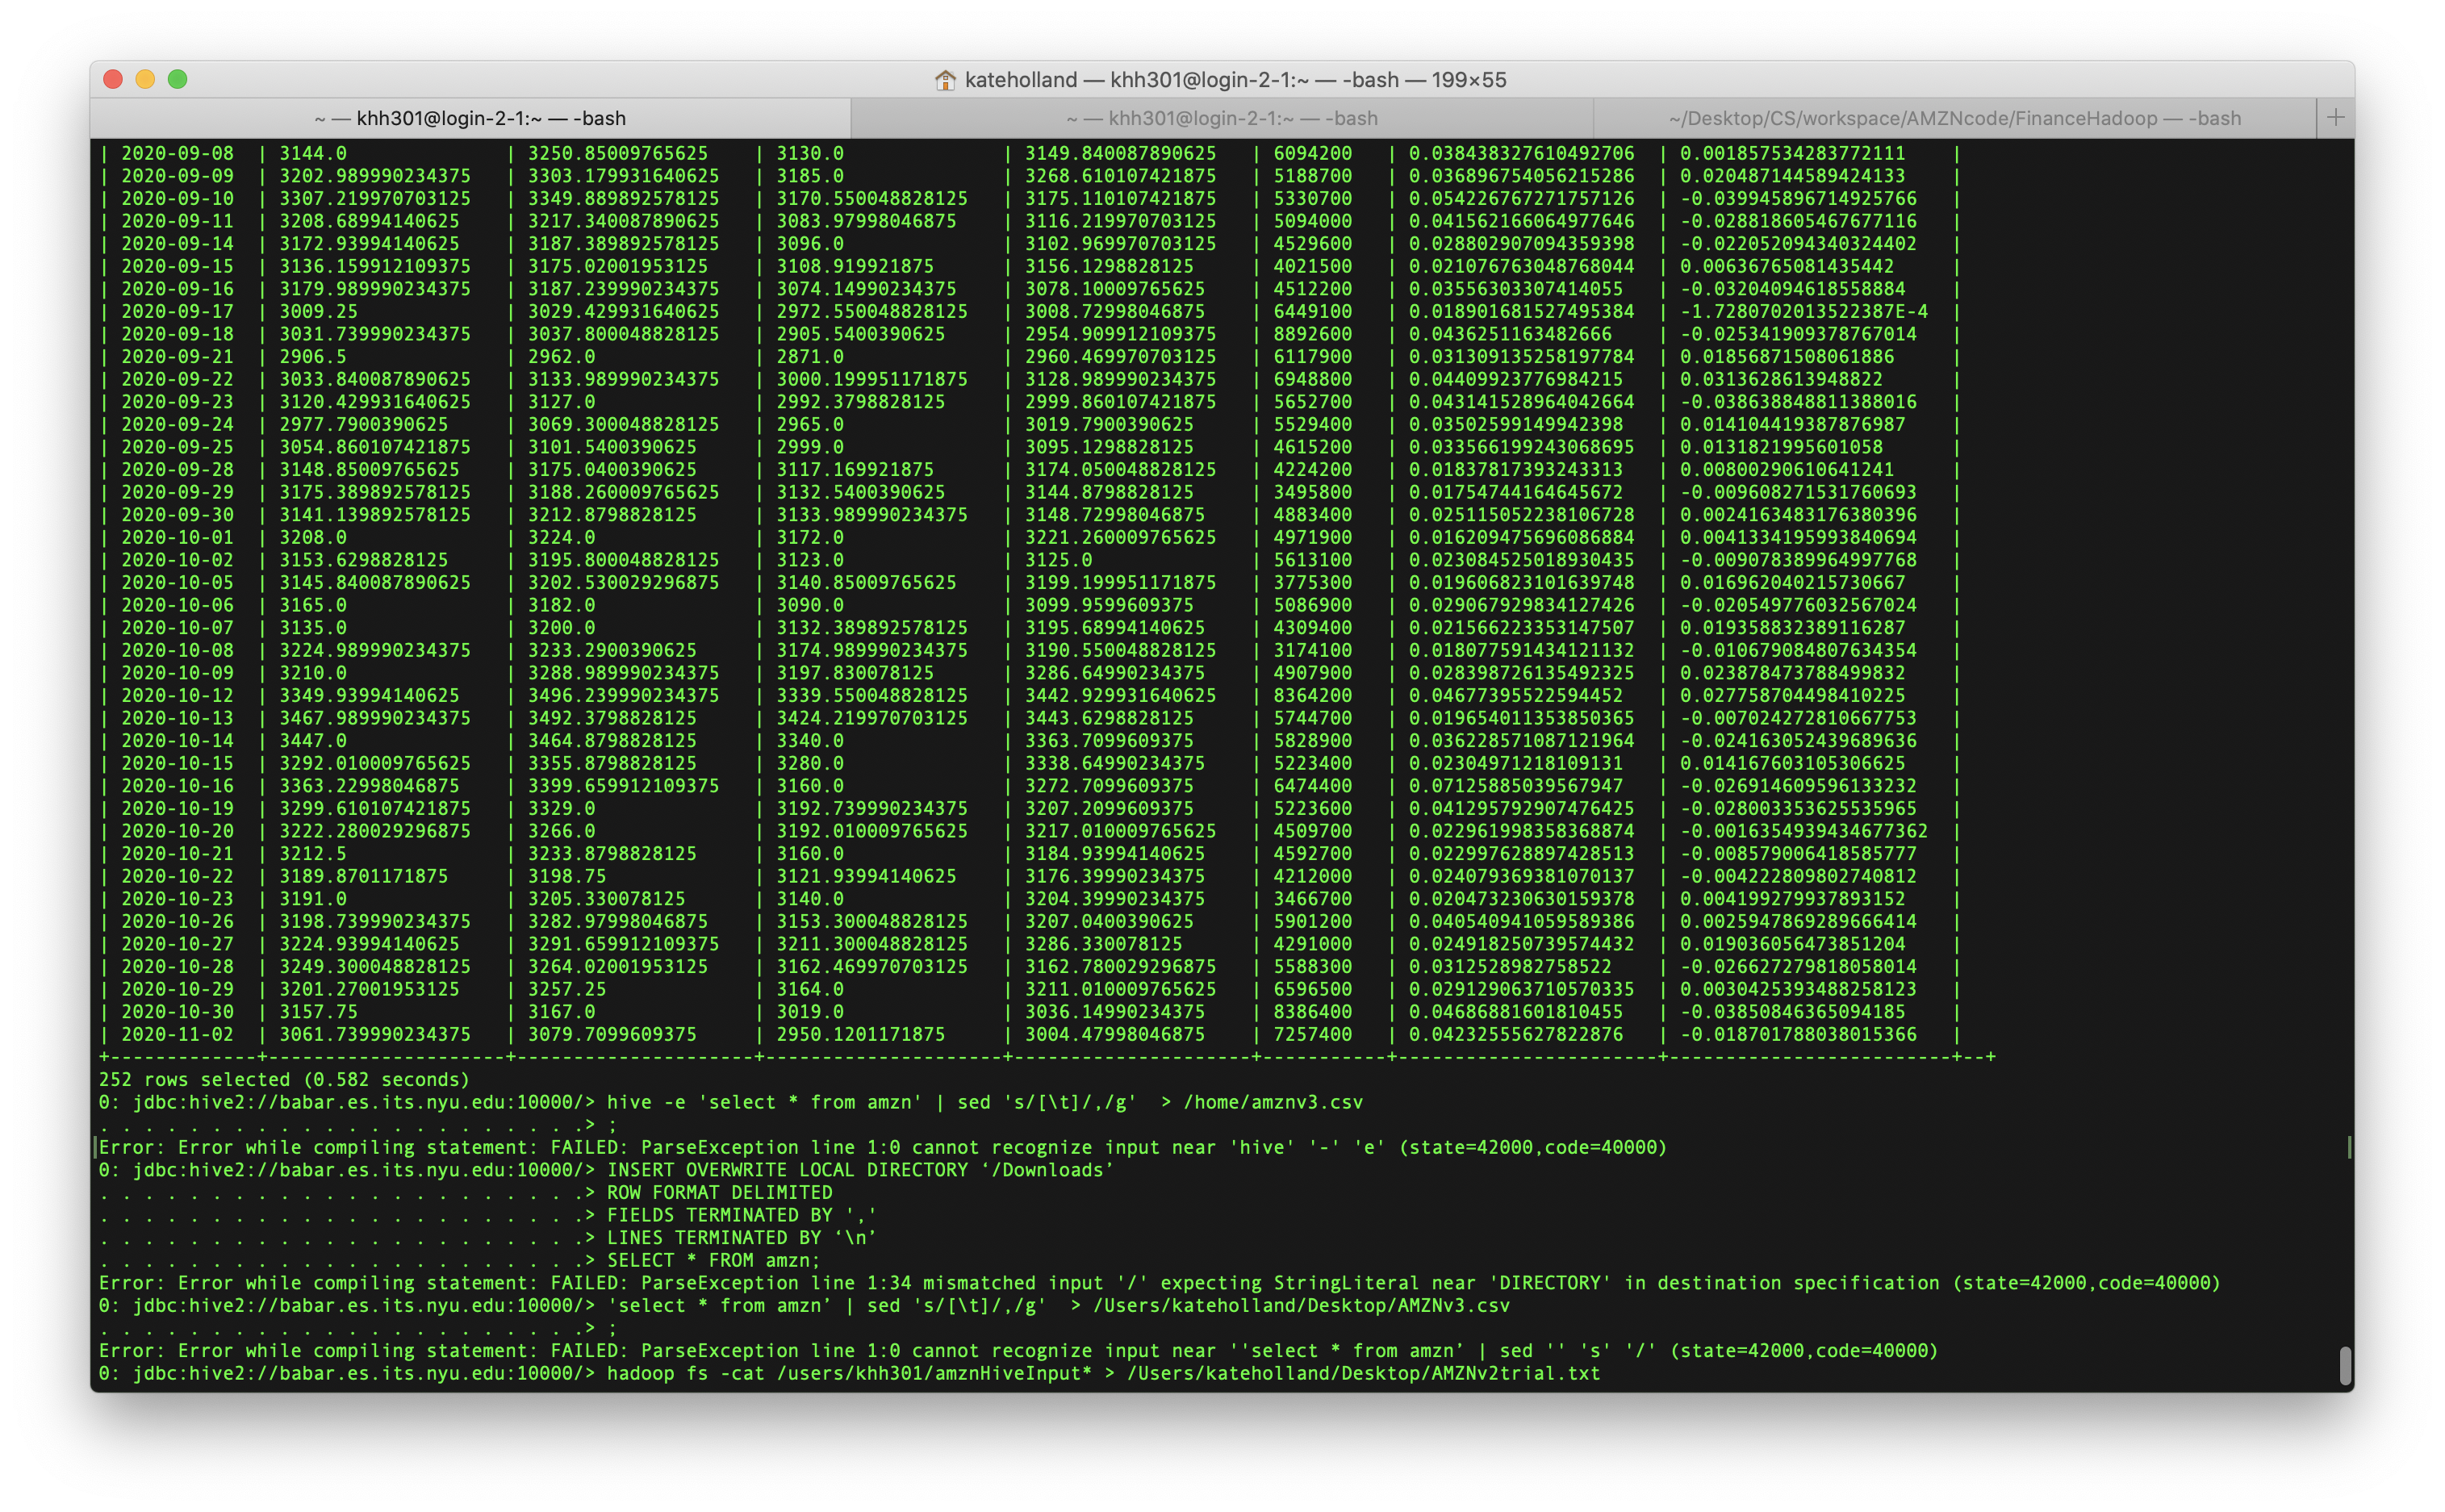 kateholland — khh301@login-2-1:~ — -bash — 199×55
~ — khh301@login-2-1:~ — -bash ~ — khh301@login-2-1:~ — -bash ~/Desktop/CS/workspace/AMZNcode/FinanceHadoop — -bash +
| 2020-09-08 | 3144.0 | 3250.85009765625 | 3130.0 | 3149.840087890625 | 6094200 | 0.038438327610492706 | 0.001857534283772111 |
| 2020-09-09 | 3202.989990234375 | 3303.179931640625 | 3185.0 | 3268.610107421875 | 5188700 | 0.036896754056215286 | 0.020487144589424133 |
| 2020-09-10 | 3307.219970703125 | 3349.889892578125 | 3170.550048828125 | 3175.110107421875 | 5330700 | 0.054226767271757126 | -0.039945896714925766 |
| 2020-09-11 | 3208.68994140625 | 3217.340087890625 | 3083.97998046875 | 3116.219970703125 | 5094000 | 0.041562166064977646 | -0.028818605467677116 |
| 2020-09-14 | 3172.93994140625 | 3187.389892578125 | 3096.0 | 3102.969970703125 | 4529600 | 0.028802907094359398 | -0.022052094340324402 |
| 2020-09-15 | 3136.159912109375 | 3175.02001953125 | 3108.919921875 | 3156.1298828125 | 4021500 | 0.021076763048768044 | 0.00636765081435442 |
| 2020-09-16 | 3179.989990234375 | 3187.239990234375 | 3074.14990234375 | 3078.10009765625 | 4512200 | 0.03556303307414055 | -0.03204094618558884 |
| 2020-09-17 | 3009.25 | 3029.429931640625 | 2972.550048828125 | 3008.72998046875 | 6449100 | 0.018901681527495384 | -1.7280702013522387E-4 |
| 2020-09-18 | 3031.739990234375 | 3037.800048828125 | 2905.5400390625 | 2954.909912109375 | 8892600 | 0.0436251163482666 | -0.025341909378767014 |
| 2020-09-21 | 2906.5 | 2962.0 | 2871.0 | 2960.469970703125 | 6117900 | 0.031309135258197784 | 0.01856871508061886 |
| 2020-09-22 | 3033.840087890625 | 3133.989990234375 | 3000.199951171875 | 3128.989990234375 | 6948800 | 0.04409923776984215 | 0.0313628613948822 |
| 2020-09-23 | 3120.429931640625 | 3127.0 | 2992.3798828125 | 2999.860107421875 | 5652700 | 0.043141528964042664 | -0.038638848811388016 |
| 2020-09-24 | 2977.7900390625 | 3069.300048828125 | 2965.0 | 3019.7900390625 | 5529400 | 0.03502599149942398 | 0.014104419387876987 |
| 2020-09-25 | 3054.860107421875 | 3101.5400390625 | 2999.0 | 3095.1298828125 | 4615200 | 0.033566199243068695 | 0.0131821995601058 |
| 2020-09-28 | 3148.85009765625 | 3175.0400390625 | 3117.169921875 | 3174.050048828125 | 4224200 | 0.01837817393243313 | 0.00800290610641241 |
| 2020-09-29 | 3175.389892578125 | 3188.260009765625 | 3132.5400390625 | 3144.8798828125 | 3495800 | 0.01754744164645672 | -0.009608271531760693 |
| 2020-09-30 | 3141.139892578125 | 3212.8798828125 | 3133.989990234375 | 3148.72998046875 | 4883400 | 0.025115052238106728 | 0.0024163483176380396 |
| 2020-10-01 | 3208.0 | 3224.0 | 3172.0 | 3221.260009765625 | 4971900 | 0.016209475696086884 | 0.0041334195993840694 |
| 2020-10-02 | 3153.6298828125 | 3195.800048828125 | 3123.0 | 3125.0 | 5613100 | 0.023084525018930435 | -0.009078389964997768 |
| 2020-10-05 | 3145.840087890625 | 3202.530029296875 | 3140.85009765625 | 3199.199951171875 | 3775300 | 0.019606823101639748 | 0.016962040215730667 |
| 2020-10-06 | 3165.0 | 3182.0 | 3090.0 | 3099.9599609375 | 5086900 | 0.029067929834127426 | -0.020549776032567024 |
| 2020-10-07 | 3135.0 | 3200.0 | 3132.389892578125 | 3195.68994140625 | 4309400 | 0.021566223353147507 | 0.019358832389116287 |
| 2020-10-08 | 3224.989990234375 | 3233.2900390625 | 3174.989990234375 | 3190.550048828125 | 3174100 | 0.018077591434121132 | -0.010679084807634354 |
| 2020-10-09 | 3210.0 | 3288.989990234375 | 3197.830078125 | 3286.64990234375 | 4907900 | 0.028398726135492325 | 0.023878473788499832 |
| 2020-10-12 | 3349.93994140625 | 3496.239990234375 | 3339.550048828125 | 3442.929931640625 | 8364200 | 0.04677395522594452 | 0.027758704498410225 |
| 2020-10-13 | 3467.989990234375 | 3492.3798828125 | 3424.219970703125 | 3443.6298828125 | 5744700 | 0.019654011353850365 | -0.007024272810667753 |
| 2020-10-14 | 3447.0 | 3464.8798828125 | 3340.0 | 3363.7099609375 | 5828900 | 0.036228571087121964 | -0.024163052439689636 |
| 2020-10-15 | 3292.010009765625 | 3355.8798828125 | 3280.0 | 3338.64990234375 | 5223400 | 0.02304971218109131 | 0.014167603105306625 |
| 2020-10-16 | 3363.22998046875 | 3399.659912109375 | 3160.0 | 3272.7099609375 | 6474400 | 0.07125885039567947 | -0.026914609596133232 |
| 2020-10-19 | 3299.610107421875 | 3329.0 | 3192.739990234375 | 3207.2099609375 | 5223600 | 0.041295792907476425 | -0.028003353625535965 |
| 2020-10-20 | 3222.280029296875 | 3266.0 | 3192.010009765625 | 3217.010009765625 | 4509700 | 0.022961998358368874 | -0.0016354939434677362 |
| 2020-10-21 | 3212.5 | 3233.8798828125 | 3160.0 | 3184.93994140625 | 4592700 | 0.022997628897428513 | -0.008579006418585777 |
| 2020-10-22 | 3189.8701171875 | 3198.75 | 3121.93994140625 | 3176.39990234375 | 4212000 | 0.024079369381070137 | -0.004222809802740812 |
| 2020-10-23 | 3191.0 | 3205.330078125 | 3140.0 | 3204.39990234375 | 3466700 | 0.020473230630159378 | 0.004199279937893152 |
| 2020-10-26 | 3198.739990234375 | 3282.97998046875 | 3153.300048828125 | 3207.0400390625 | 5901200 | 0.040540941059589386 | 0.0025947869289666414 |
| 2020-10-27 | 3224.93994140625 | 3291.659912109375 | 3211.300048828125 | 3286.330078125 | 4291000 | 0.024918250739574432 | 0.019036056473851204 |
| 2020-10-28 | 3249.300048828125 | 3264.02001953125 | 3162.469970703125 | 3162.780029296875 | 5588300 | 0.0312528982758522 | -0.026627279818058014 |
| 2020-10-29 | 3201.27001953125 | 3257.25 | 3164.0 | 3211.010009765625 | 6596500 | 0.029129063710570335 | 0.0030425393488258123 |
| 2020-10-30 | 3157.75 | 3167.0 | 3019.0 | 3036.14990234375 | 8386400 | 0.04686881601810455 | -0.03850846365094185 |
| 2020-11-02 | 3061.739990234375 | 3079.7099609375 | 2950.1201171875 | 3004.47998046875 | 7257400 | 0.04232555627822876 | -0.018701788038015366 |
+-------------+---------------------+---------------------+---------------------+---------------------+-----------+-----------------------+-------------------------+--+
252 rows selected (0.582 seconds)
0: jdbc:hive2://babar.es.its.nyu.edu:10000/> hive -e 'select * from amzn' | sed 's/[\t]/,/g'  > /home/amznv3.csv
. . . . . . . . . . . . . . . . . . . . . .> ;
Error: Error while compiling statement: FAILED: ParseException line 1:0 cannot recognize input near 'hive' '-' 'e' (state=42000,code=40000)
0: jdbc:hive2://babar.es.its.nyu.edu:10000/> INSERT OVERWRITE LOCAL DIRECTORY ‘/Downloads’
. . . . . . . . . . . . . . . . . . . . . .> ROW FORMAT DELIMITED
. . . . . . . . . . . . . . . . . . . . . .> FIELDS TERMINATED BY ','
. . . . . . . . . . . . . . . . . . . . . .> LINES TERMINATED BY ‘\n’
. . . . . . . . . . . . . . . . . . . . . .> SELECT * FROM amzn;
Error: Error while compiling statement: FAILED: ParseException line 1:34 mismatched input '/' expecting StringLiteral near 'DIRECTORY' in destination specification (state=42000,code=40000)
0: jdbc:hive2://babar.es.its.nyu.edu:10000/> 'select * from amzn’ | sed 's/[\t]/,/g'  > /Users/kateholland/Desktop/AMZNv3.csv
. . . . . . . . . . . . . . . . . . . . . .> ;
Error: Error while compiling statement: FAILED: ParseException line 1:0 cannot recognize input near ''select * from amzn’ | sed '' 's' '/' (state=42000,code=40000)
0: jdbc:hive2://babar.es.its.nyu.edu:10000/> hadoop fs -cat /users/khh301/amznHiveInput* > /Users/kateholland/Desktop/AMZNv2trial.txt